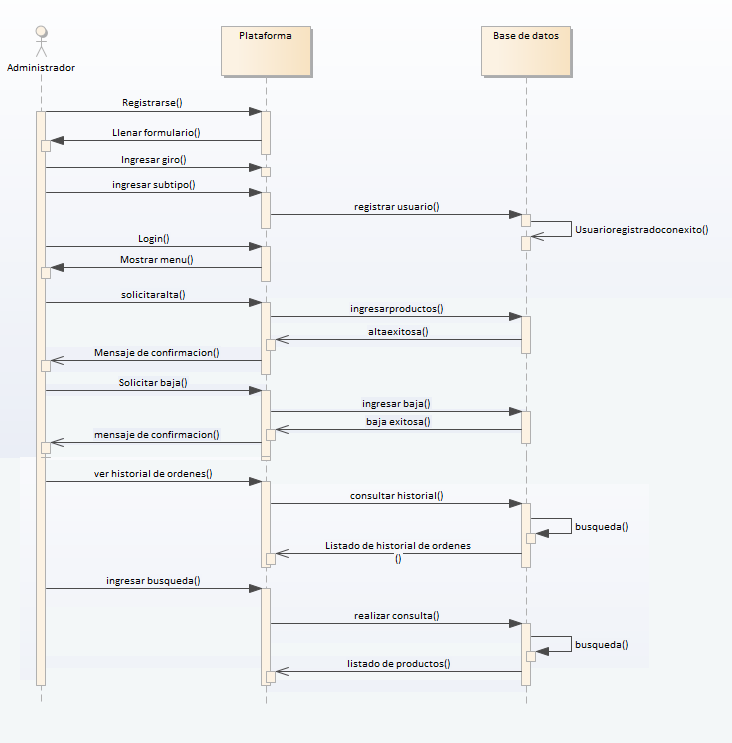 Plataforma
Base de datos
Administrador
Registrarse()
Llenar formulario()
Ingresar giro()
ingresar subtipo()
registrar usuario()
Usuarioregistradoconexito()
Login()
Mostrar menu()
solicitaralta()
ingresarproductos()
altaexitosa()
Mensaje de confirmacion()
Solicitar baja()
ingresar baja()
baja exitosa()
mensaje de confirmacion()
ver historial de ordenes()
consultar historial()
busqueda()
Listado de historial de ordenes
()
ingresar busqueda()
realizar consulta()
busqueda()
listado de productos()